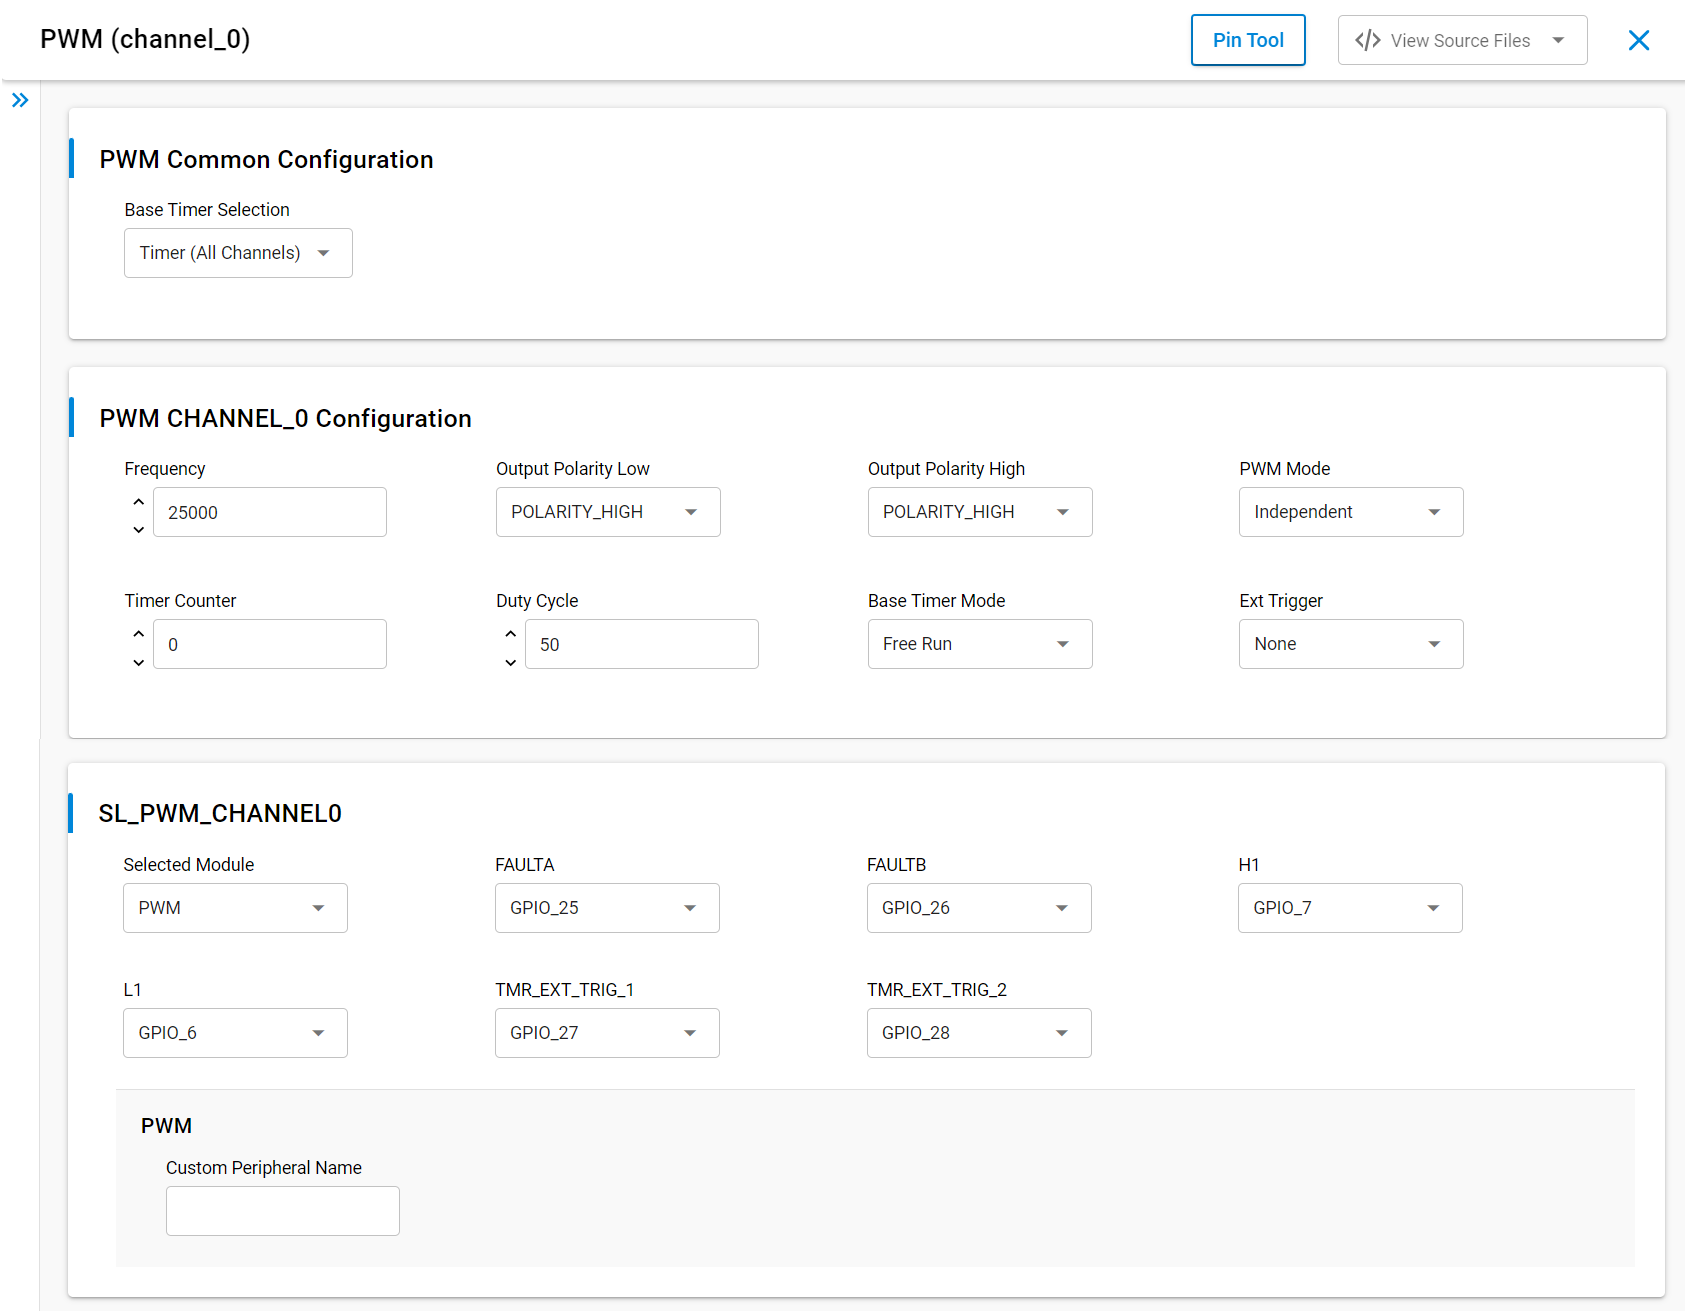 PWM (channel_0)
Pin Tool
</> View Source Files
PWM Common Configuration
Base Timer Selection
Timer (All Channels)
PWM CHANNEL_0 Configuration
Frequency
Output Polarity Low
Output Polarity High
PWM Mode
25000
POLARITY_HIGH
POLARITY_HIGH
Independent
Timer Counter
Duty Cycle
Base Timer Mode
Ext Trigger
0
50
Free Run
None
SL_PWM_CHANNEL0
Selected Module
FAULTA
FAULTB
H1
PWM
GPIO_25
GPIO_26
GPIO_7
L1
TMR_EXT_TRIG_1
TMR_EXT_TRIG_2
GPIO_6
GPIO_27
GPIO_28
PWM
Custom Peripheral Name